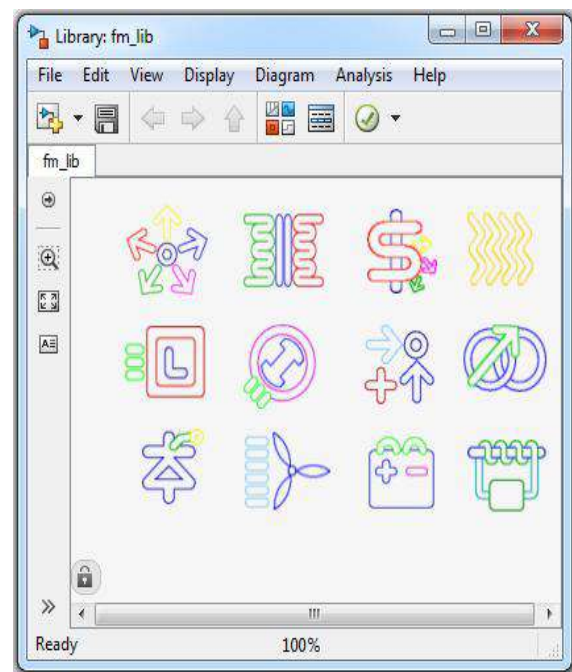 Library: fm_lib
File Edit View Display Diagram Analysis Help
fm_lib
Ready 100%